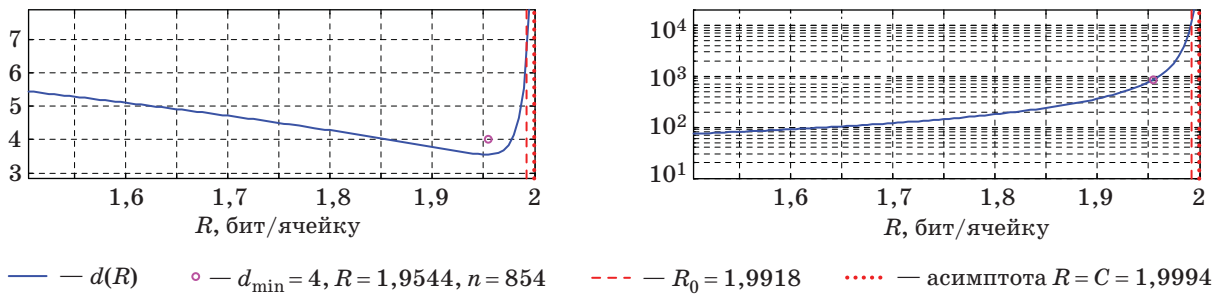 7
6
5
4
3
1,6 1,7 1,8 1,9 2
R, бит/ячейку
10⁴
10³
10²
10¹
1,6 1,7 1,8 1,9 2
R, бит/ячейку
— d(R) — d_min = 4, R = 1,9544, n = 854 — R₀ = 1,9918 — асимптота R = C = 1,9994